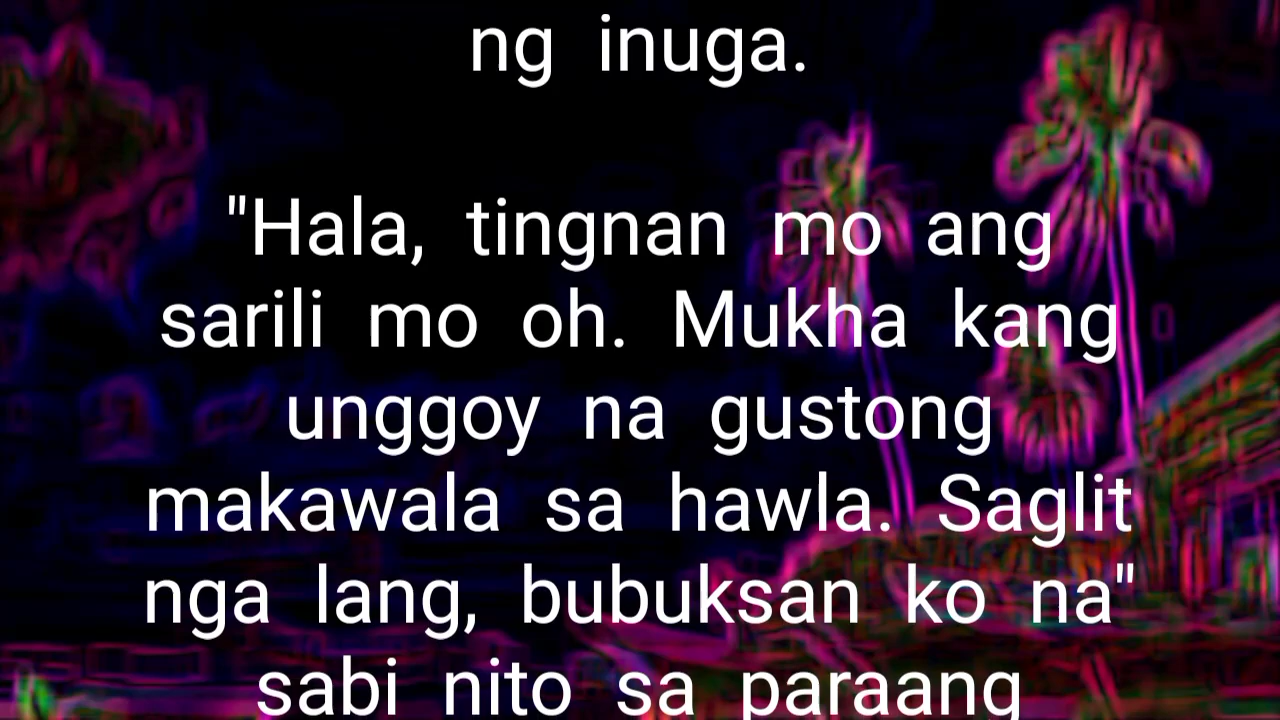 ng inuga.
"Hala, tingnan mo ang
sarili mo oh. Mukha kang
unggoy na gustong
makawala sa hawla. Saglit
nga lang, bubuksan ko na"
sabi nito sa paraang